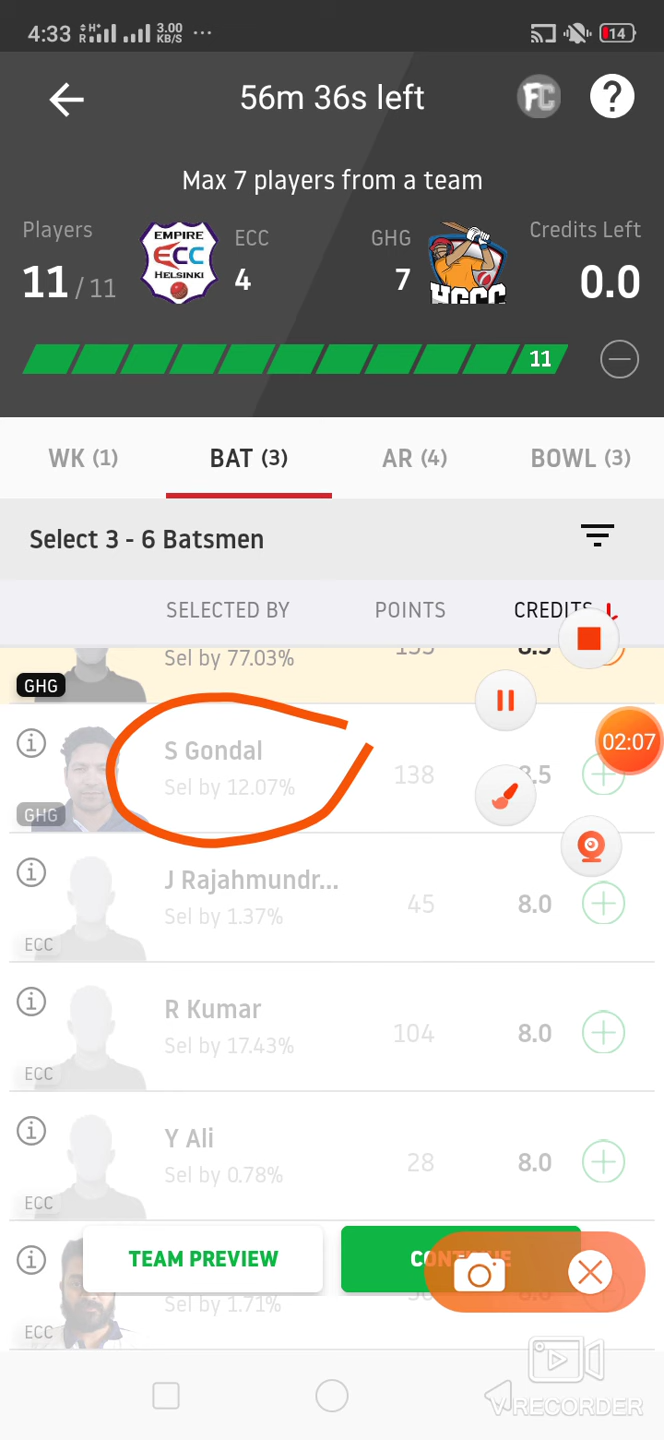 4:33 R H+ 3.00 KB/S ... 14
56m 36s left FC ?
Max 7 players from a team
Players ECC GHG Credits Left
11 / 11 4 7 0.0
EMPIRE ECC HELSINKI
HGCC
11
WK (1) BAT (3) AR (4) BOWL (3)
Select 3 - 6 Batsmen
SELECTED BY POINTS CREDITS
Sel by 77.03%
GHG
S Gondal
Sel by 12.07% 138
02:07
GHG
J Rajahmundr...
Sel by 1.37% 45 8.0
ECC
R Kumar
Sel by 17.43% 104 8.0
ECC
Y Ali
Sel by 0.78% 28 8.0
ECC
TEAM PREVIEW CONTINUE
Sel by 1.71%
ECC
VRECORDER